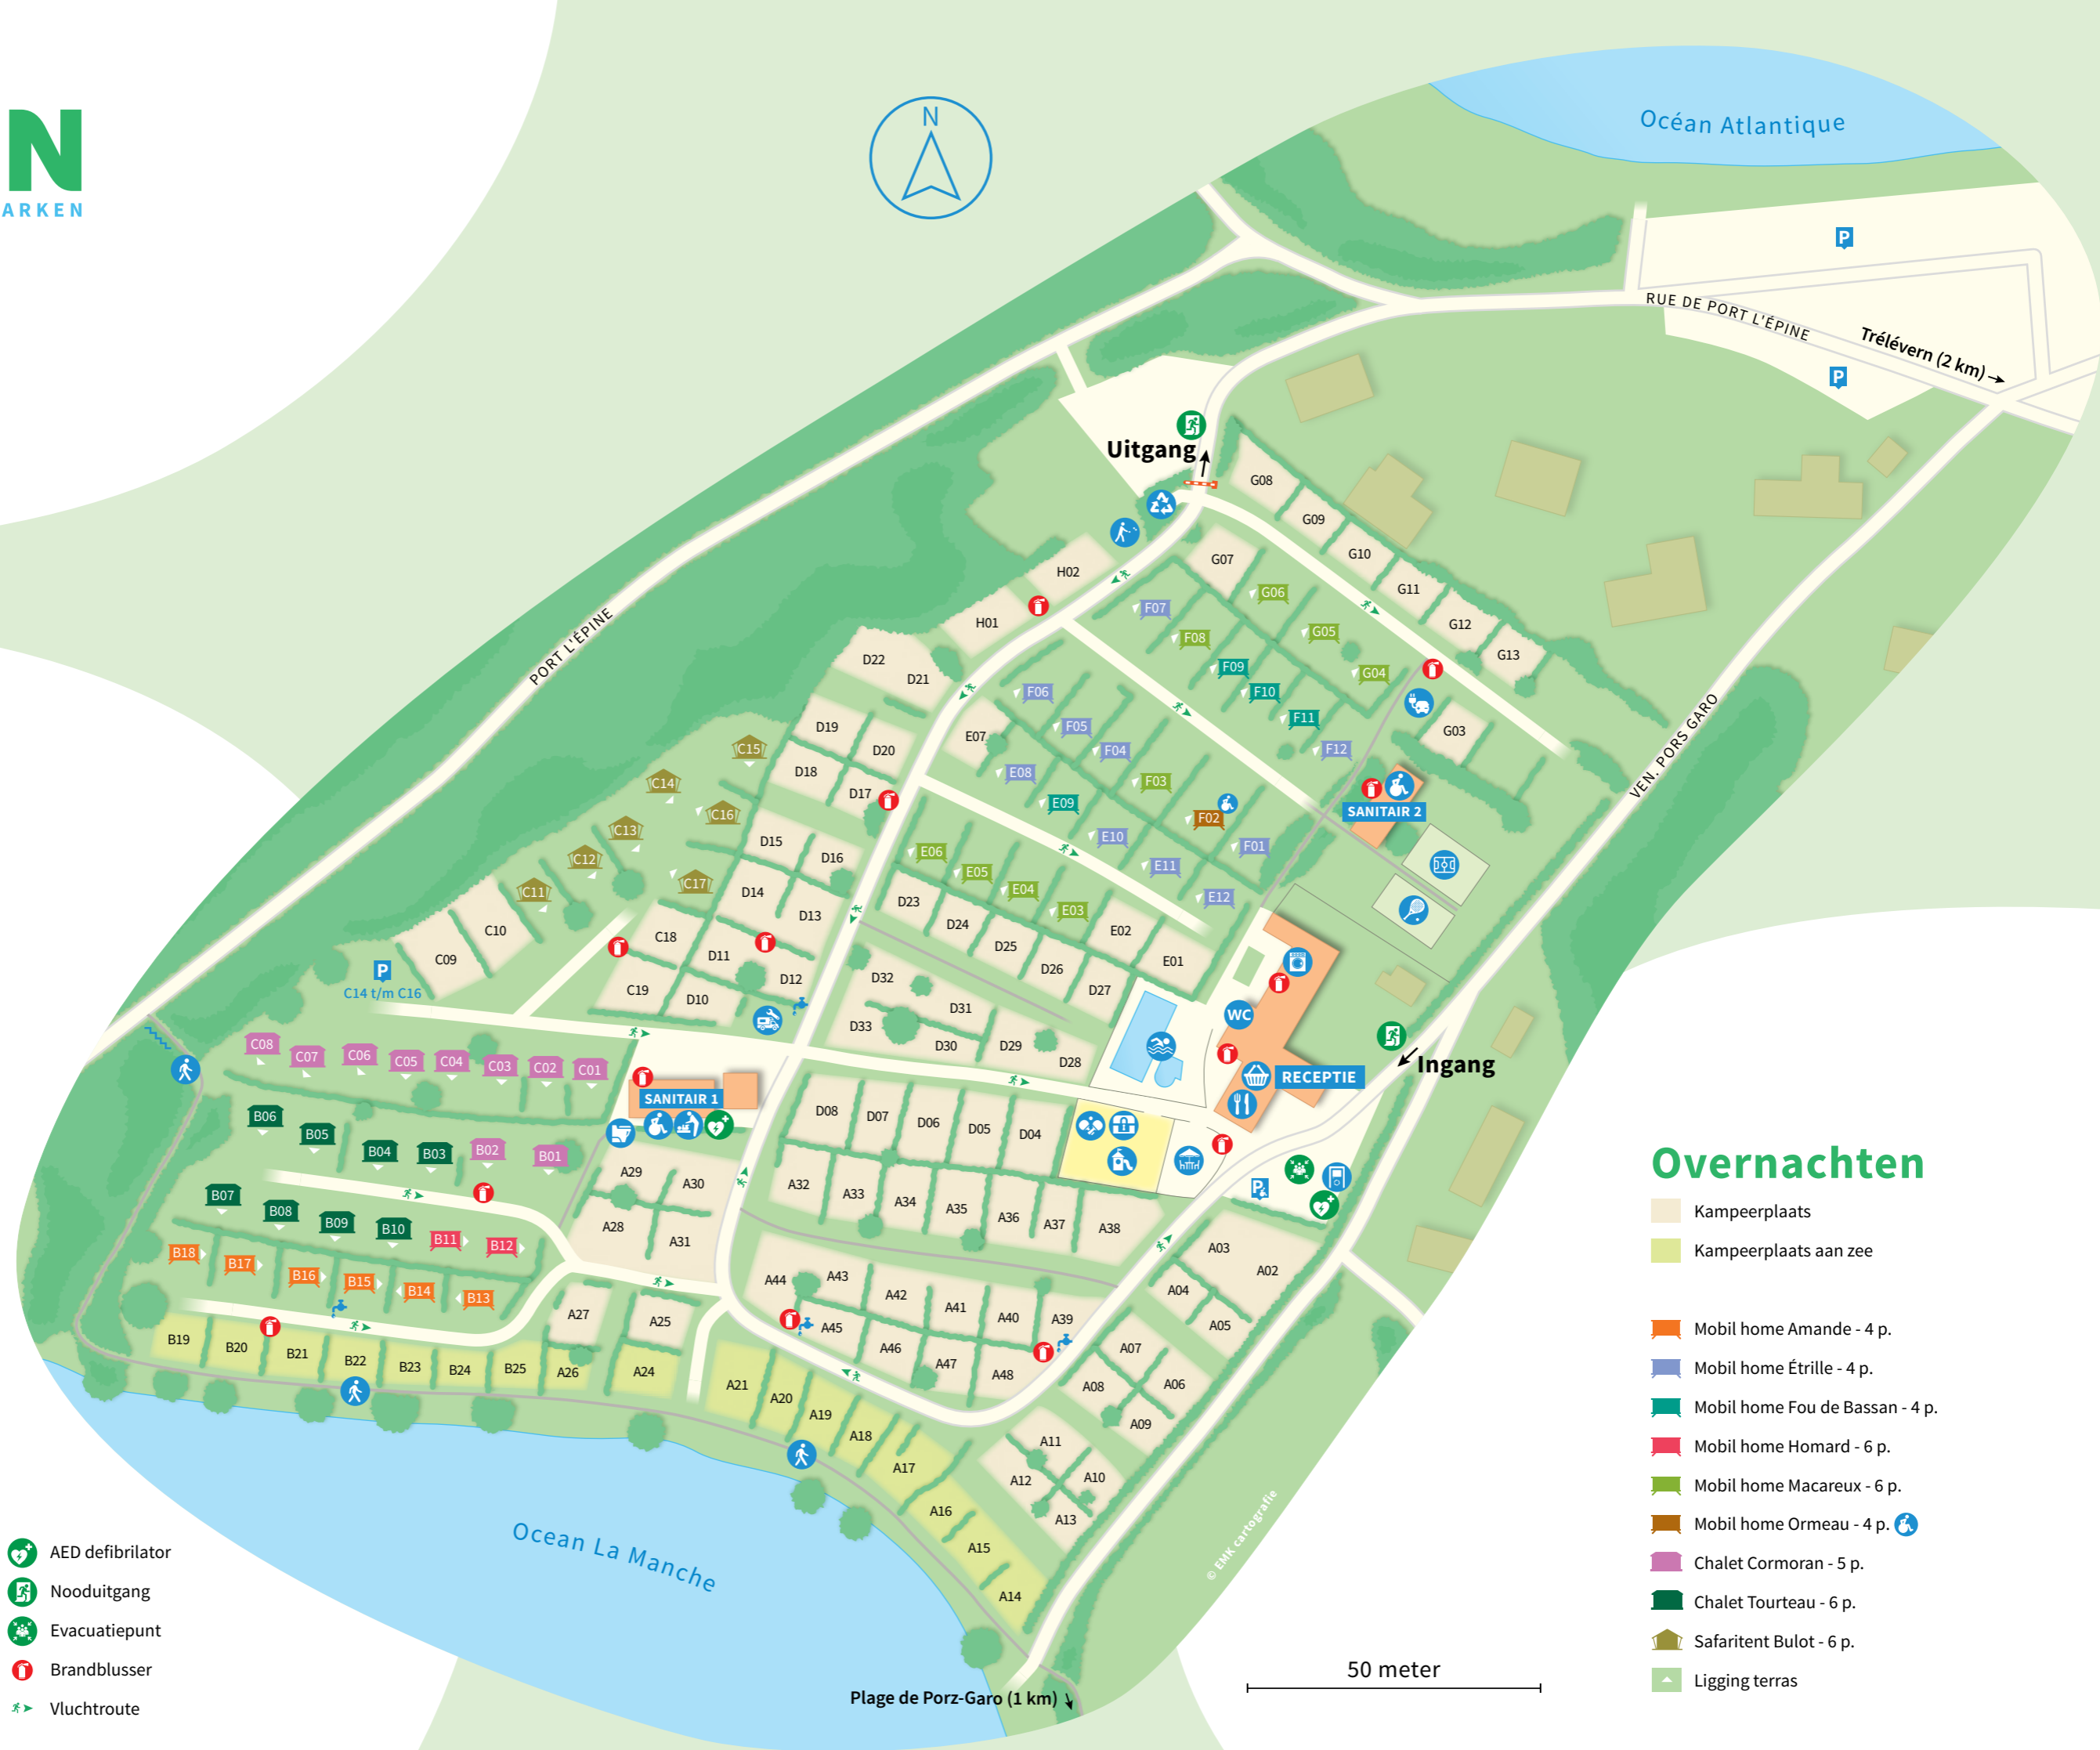 N
ARKEN
N
Océan Atlantique
P
RUE DE PORT L'ÉPINE
Trélévern (2 km)
P
Uitgang
G08
G09
G10
G11
G12
G13
G07
G06
G05
G04
G03
H02
H01
PORT L'ÉPINE
VEN. PORS GARO
F07
F08
F09
F10
F11
F12
D22
D21
F06
F05
F04
F03
F02
F01
D19
D20
D18
D17
E07
E08
E09
E10
E11
E12
SANITAIR 2
C15
C14
C16
C13
C12
C17
C11
D15
D16
D14
D13
E06
E05
E04
E03
E02
E01
D23
D24
D25
D26
D27
C10
C09
C18
D11
D12
C19
D10
P
C14 t/m C16
D32
D31
D33
D30
D29
D28
WC
Ingang
RECEPTIE
C08
C07
C06
C05
C04
C03
C02
C01
SANITAIR 1
B06
B05
B04
B03
B02
B01
D08
D07
D06
D05
D04
A29
A30
A28
A31
A32
A33
A34
A35
A36
A37
A38
P
B07
B08
B09
B10
B11
B12
B18
B17
B16
B15
B14
B13
A03
A02
A04
A05
A44
A43
A42
A41
A40
A39
A45
A46
A47
A48
A27
A25
B19
B20
B21
B22
B23
B24
B25
A26
A24
A07
A08
A06
A09
A21
A20
A19
A18
A17
A16
A15
A14
A11
A12
A10
A13
Ocean La Manche
© EMK cartografie
50 meter
Plage de Porz-Garo (1 km)
AED defibrilator
Nooduitgang
Evacuatiepunt
Brandblusser
Vluchtroute
Overnachten
Kampeerplaats
Kampeerplaats aan zee
Mobil home Amande - 4 p.
Mobil home Étrille - 4 p.
Mobil home Fou de Bassan - 4 p.
Mobil home Homard - 6 p.
Mobil home Macareux - 6 p.
Mobil home Ormeau - 4 p.
Chalet Cormoran - 5 p.
Chalet Tourteau - 6 p.
Safaritent Bulot - 6 p.
Ligging terras